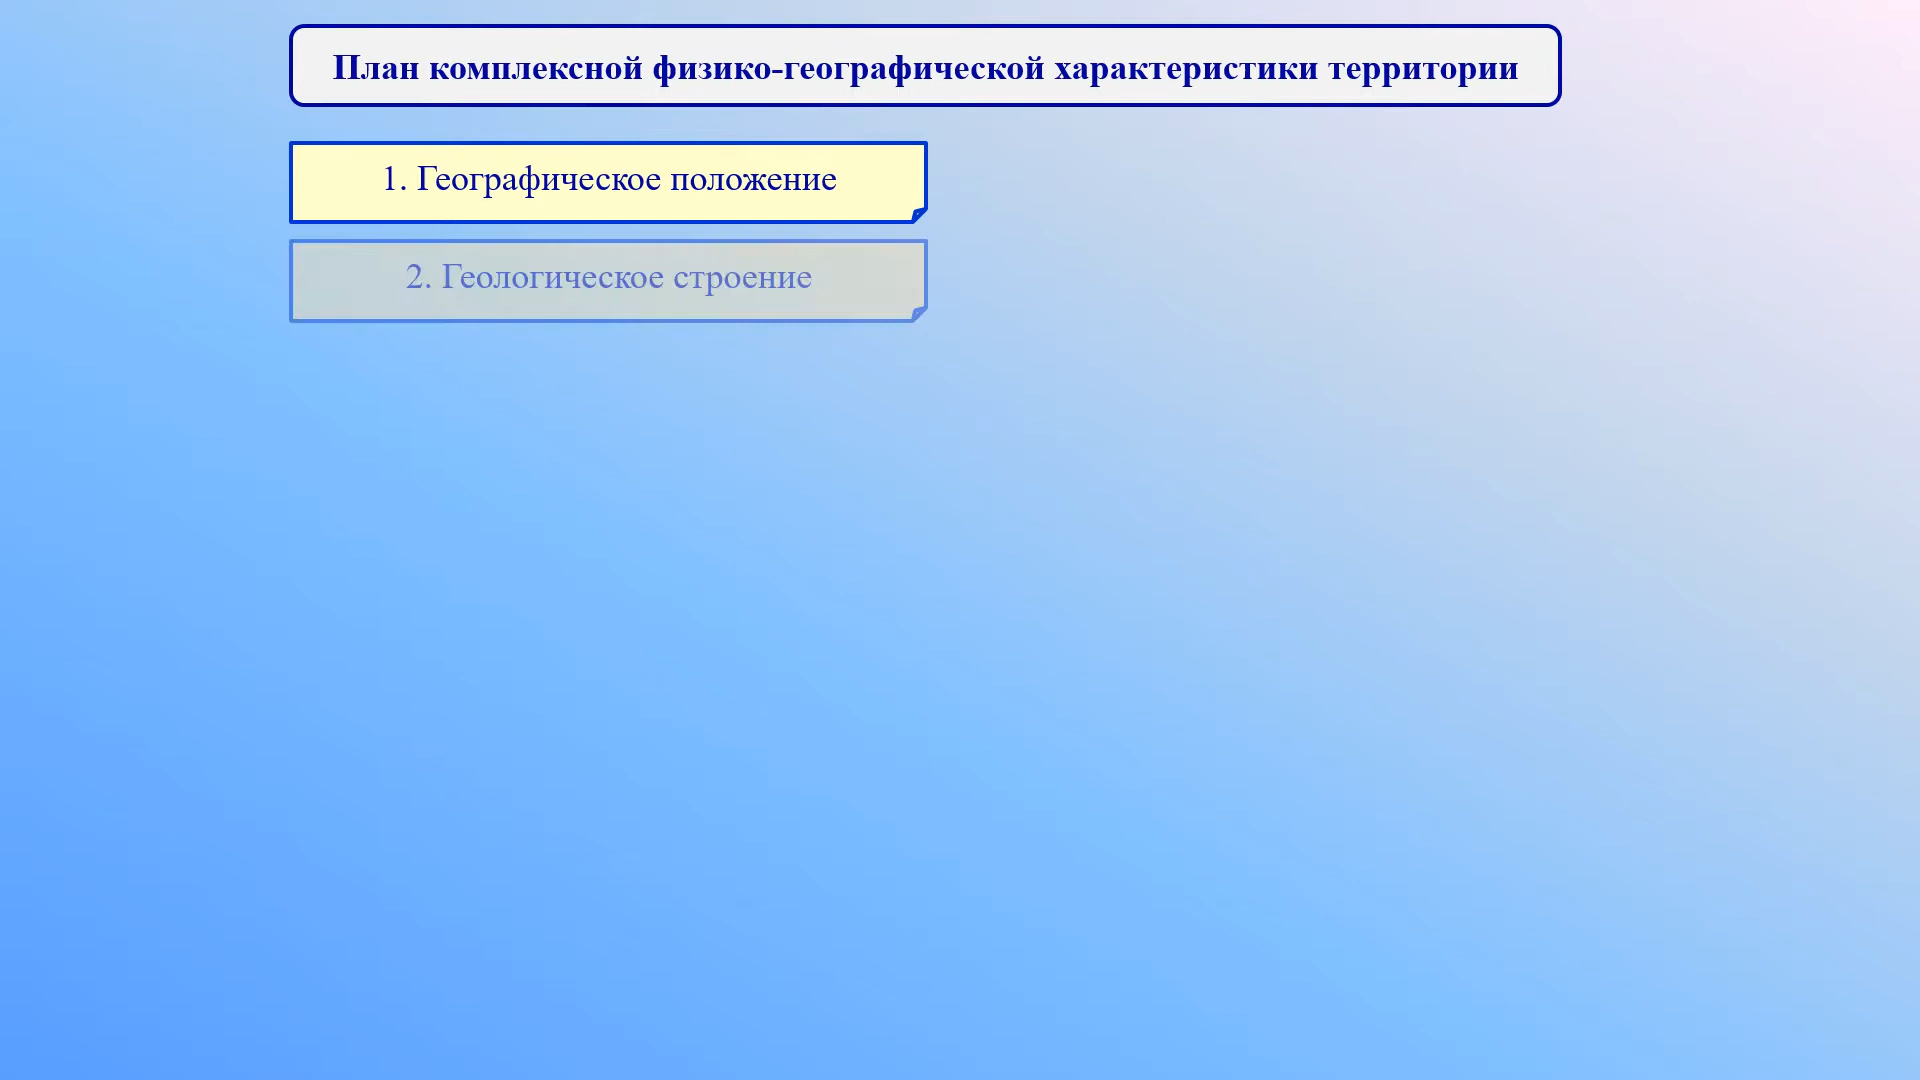 План комплексной физико-географической характеристики территории
1. Географическое положение
2. Геологическое строение